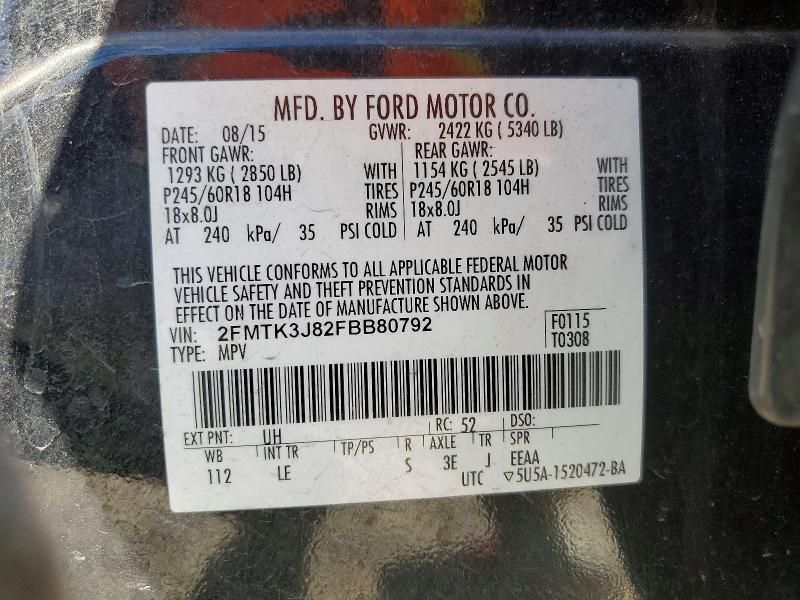 MFD. BY FORD MOTOR CO.
DATE: 08/15 GVWR: 2422 KG ( 5340 LB)
FRONT GAWR: REAR GAWR:
1293 KG ( 2850 LB) WITH 1154 KG ( 2545 LB) WITH
P245/60R18 104H TIRES P245/60R18 104H TIRES
18x8.0J RIMS 18x8.0J RIMS
AT 240 kPa/ 35 PSI COLD AT 240 kPa/ 35 PSI COLD
THIS VEHICLE CONFORMS TO ALL APPLICABLE FEDERAL MOTOR
VEHICLE SAFETY AND THEFT PREVENTION STANDARDS IN
EFFECT ON THE DATE OF MANUFACTURE SHOWN ABOVE.
VIN: 2FMTK3J82FBB80792 F0115
TYPE: MPV T0308
EXT PNT: UH RC: 52 DSO:
WB INT TR TP/PS R AXLE TR SPR
112 LE S 3E J EEAA
UTC ▽5U5A-1520472-BA